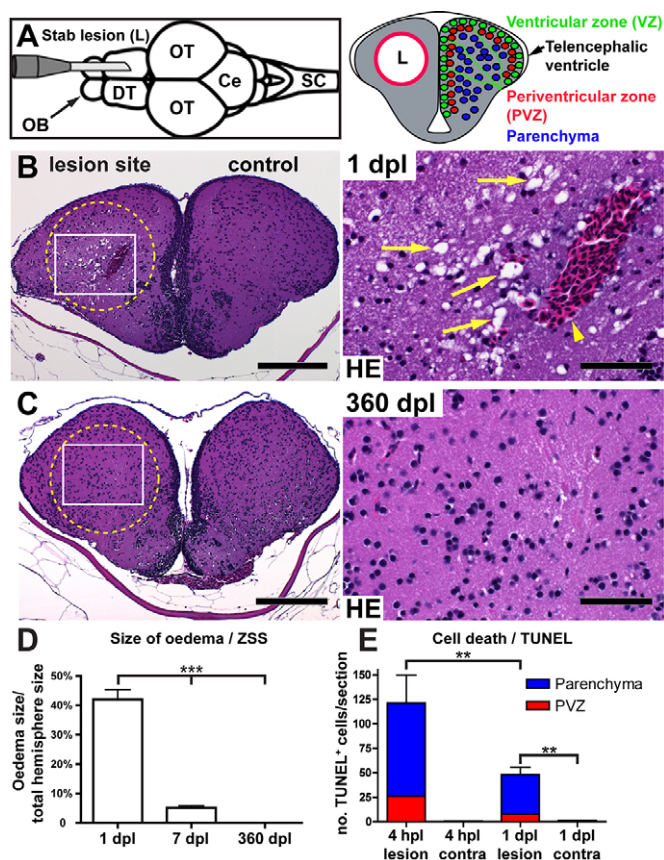 A
Stab lesion (L)
OT
OT
DT
Ce
SC
OB
L
Ventricular zone (VZ)
Telencephalic
ventricle
Periventricular zone
(PVZ)
Parenchyma
B
lesion site
control
1 dpl
HE
C
360 dpl
HE
D
Size of oedema / ZSS
Oedema size/
total hemisphere size
50%
40%
30%
20%
10%
***
1 dpl
7 dpl
360 dpl
E
Cell death / TUNEL
no. TUNEL⁺ cells/section
150
125
100
75
50
25
0
**
**
Parenchyma
PVZ
4 hpl
lesion
4 hpl
contra
1 dpl
lesion
1 dpl
contra